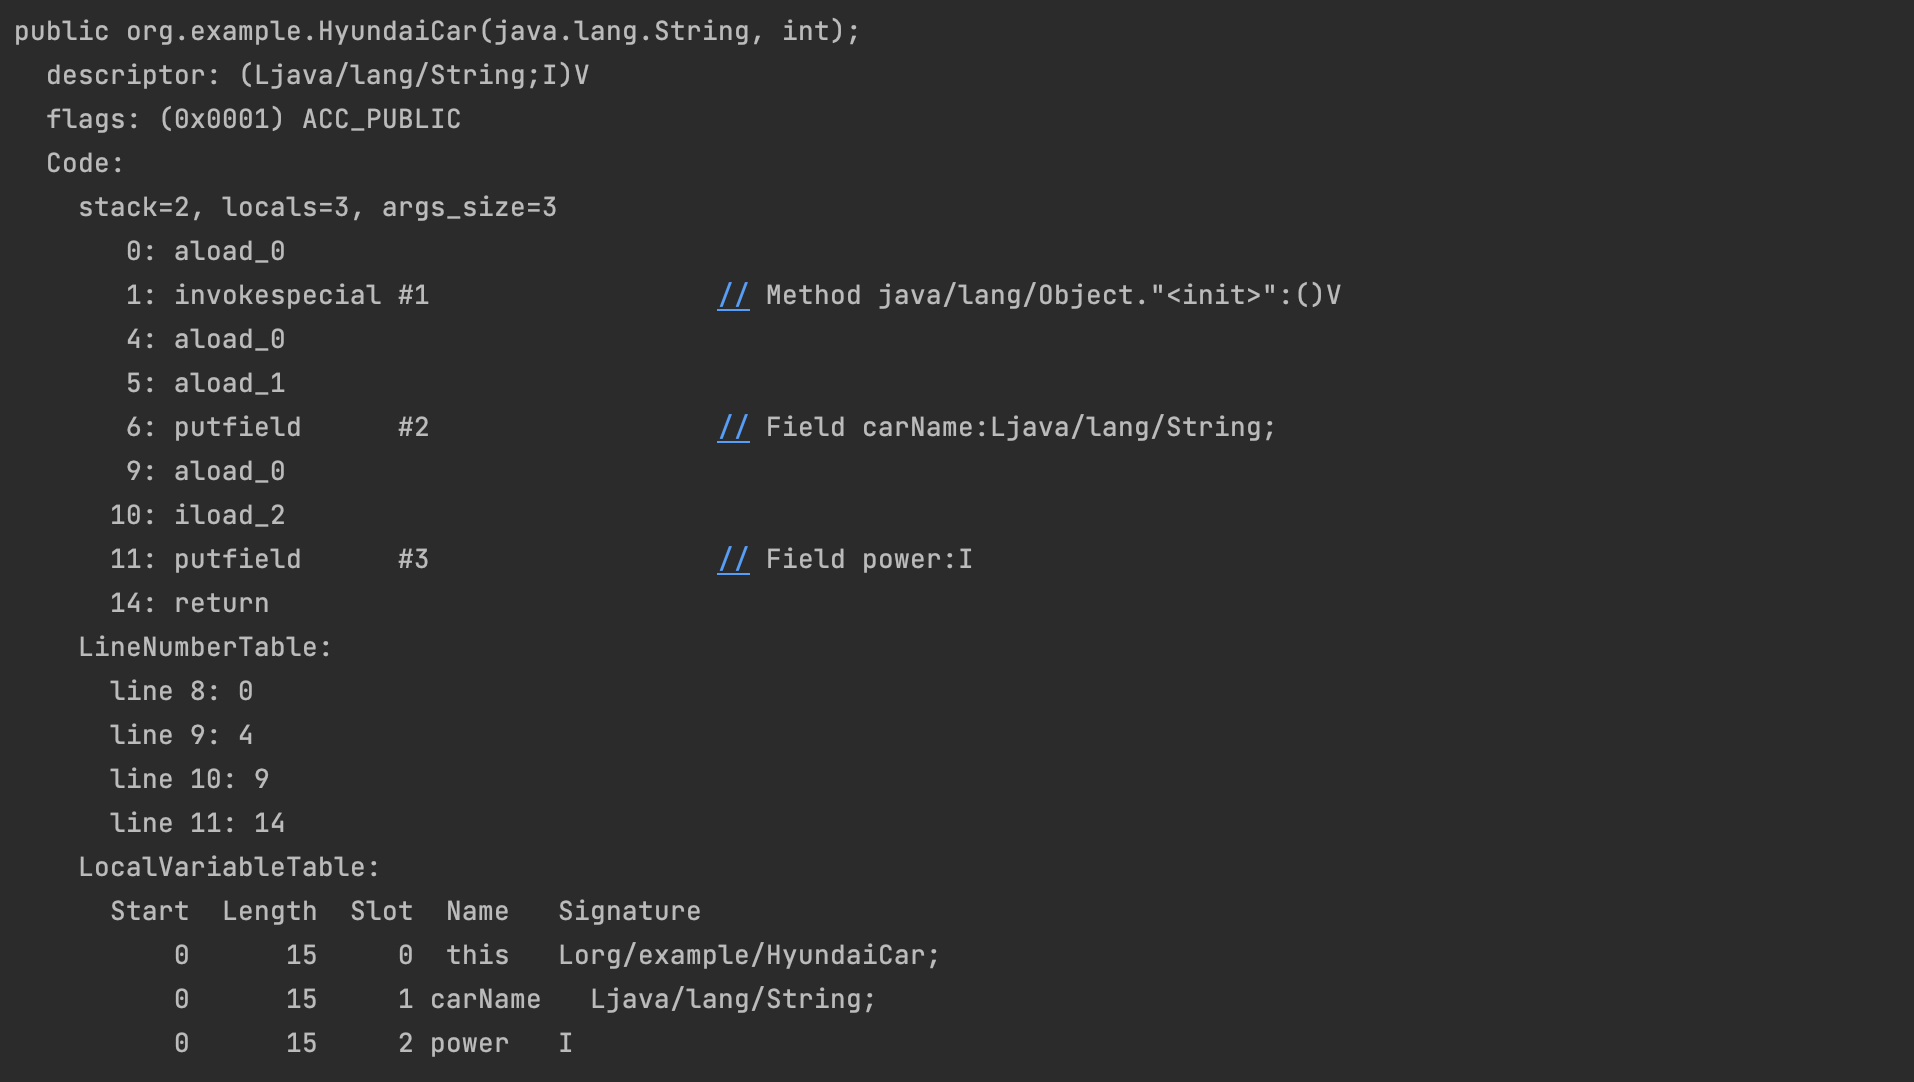 public org.example.HyundaiCar(java.lang.String, int);
  descriptor: (Ljava/lang/String;I)V
  flags: (0x0001) ACC_PUBLIC
  Code:
    stack=2, locals=3, args_size=3
       0: aload_0
       1: invokespecial #1                  // Method java/lang/Object."<init>":()V
       4: aload_0
       5: aload_1
       6: putfield      #2                  // Field carName:Ljava/lang/String;
       9: aload_0
      10: iload_2
      11: putfield      #3                  // Field power:I
      14: return
    LineNumberTable:
      line 8: 0
      line 9: 4
      line 10: 9
      line 11: 14
    LocalVariableTable:
      Start  Length  Slot  Name   Signature
          0      15     0  this   Lorg/example/HyundaiCar;
          0      15     1 carName   Ljava/lang/String;
          0      15     2 power   I